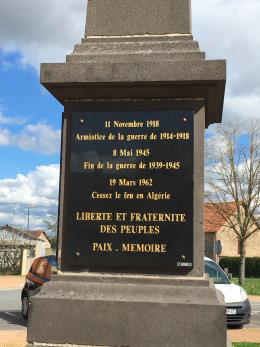 11 Novembre 1918
Armistice de la guerre de 1914-1918
8 Mai 1945
Fin de la guerre de 1939-1945
19 Mars 1962
Cessez le feu en Algérie
LIBERTE ET FRATERNITE
DES PEUPLES
PAIX . MEMOIRE